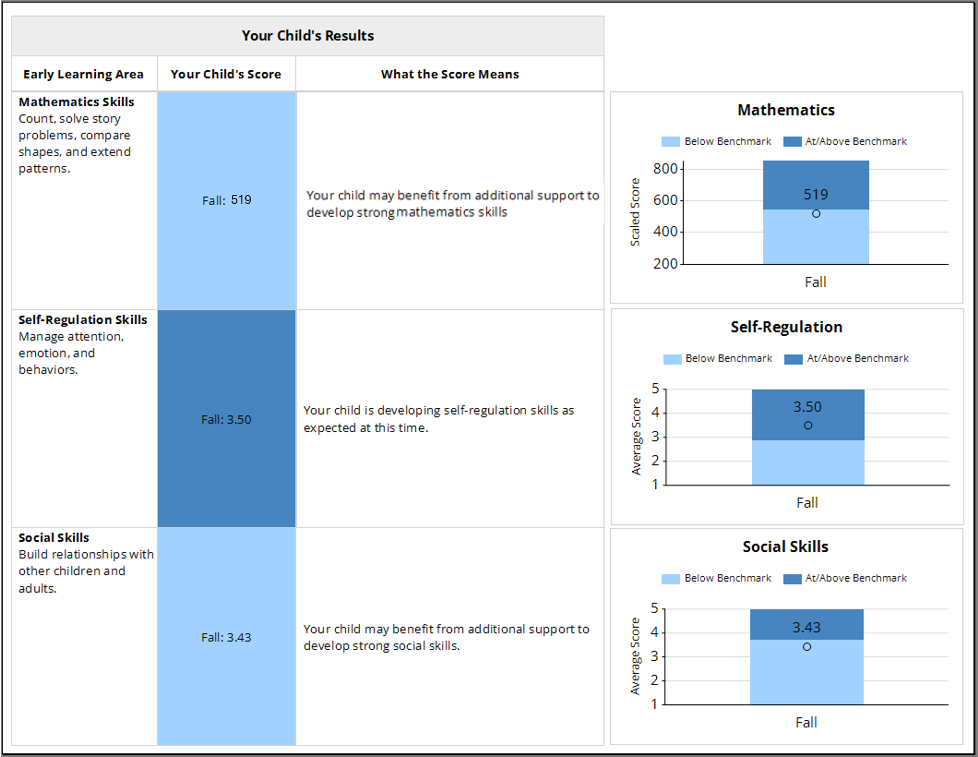 Your Child's Results
Early Learning Area
Your Child's Score
What the Score Means
Mathematics Skills
Count, solve story
problems, compare
shapes, and extend
patterns.
Fall: 519
Your child may benefit from additional support to
develop strong mathematics skills
Mathematics
Below Benchmark
At/Above Benchmark
Scaled Score
800
600
400
200
519
Fall
Self-Regulation Skills
Manage attention,
emotion, and
behaviors.
Fall: 3.50
Your child is developing self-regulation skills as
expected at this time.
Self-Regulation
Below Benchmark
At/Above Benchmark
Average Score
5
4
3
2
1
3.50
Fall
Social Skills
Build relationships with
other children and
adults.
Fall: 3.43
Your child may benefit from additional support to
develop strong social skills.
Social Skills
Below Benchmark
At/Above Benchmark
Average Score
5
4
3
2
1
3.43
Fall